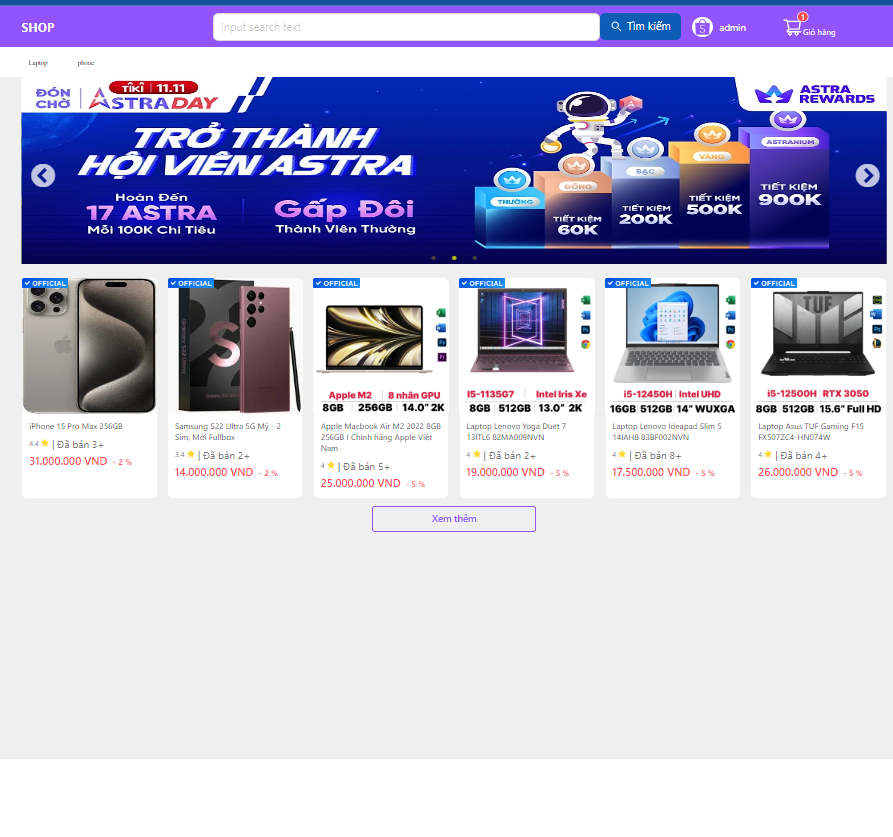 SHOP
Input search text
Tìm kiếm
admin
1
Giỏ hàng
Laptop
phone
ĐÓN CHỜ
TIKI 11.11
ASTRA DAY
ASTRA REWARDS
TRỞ THÀNH
HỘI VIÊN ASTRA
Hoàn Đến
17 ASTRA
Mỗi 100K Chi Tiêu
Gấp Đôi
Thành Viên Thường
THƯỜNG
ĐỒNG
TIẾT KIỆM
60K
BẠC
TIẾT KIỆM
200K
VÀNG
TIẾT KIỆM
500K
ASTRANIUM
TIẾT KIỆM
900K
OFFICIAL
iPhone 15 Pro Max 256GB
4.4 | Đã bán 3+
31.000.000 VND - 2 %
OFFICIAL
S
Samsung S22 Ultra 5G Mỹ - 2
Sim, Mới Fullbox
3.4 | Đã bán 2+
14.000.000 VND - 2 %
OFFICIAL
Apple M2 | 8 nhân GPU
8GB | 256GB | 14.0" 2K
Apple Macbook Air M2 2022 8GB
256GB I Chính hãng Apple Việt
Nam
4 | Đã bán 5+
25.000.000 VND - 5 %
OFFICIAL
I5-1135G7 | Intel Iris Xe
8GB | 512GB | 13.0" 2K
Laptop Lenovo Yoga Duet 7
13ITL6 82MA009NVN
4 | Đã bán 2+
19.000.000 VND - 5 %
OFFICIAL
i5-12450H | Intel UHD
16GB 512GB 14" WUXGA
Laptop Lenovo Ideapad Slim 5
14IAH8 83BF002NVN
4 | Đã bán 8+
17.500.000 VND - 5 %
OFFICIAL
TUF
i5-12500H | RTX 3050
8GB | 512GB | 15.6" Full HD
Laptop Asus TUF Gaming F15
FX507ZC4-HN074W
4 | Đã bán 4+
26.000.000 VND - 5 %
Xem thêm